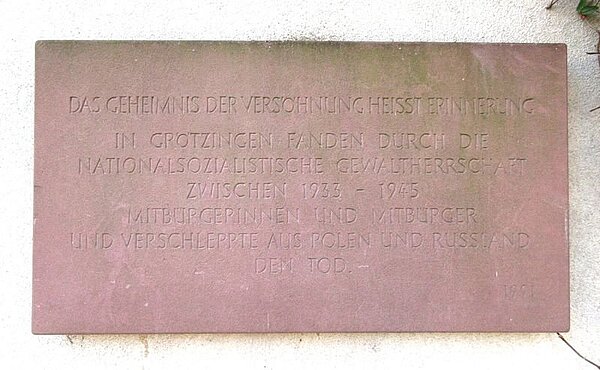 DAS GEHEIMNIS DER VERSÖHNUNG HEISST ERINNERUNG
IN GRÖTZINGEN FANDEN DURCH DIE
NATIONALSOZIALISTISCHE GEWALTHERRSCHAFT
ZWISCHEN 1933 - 1945
MITBÜRGERINNEN UND MITBÜRGER
UND VERSCHLEPPTE AUS POLEN UND RUSSLAND
DEN TOD.